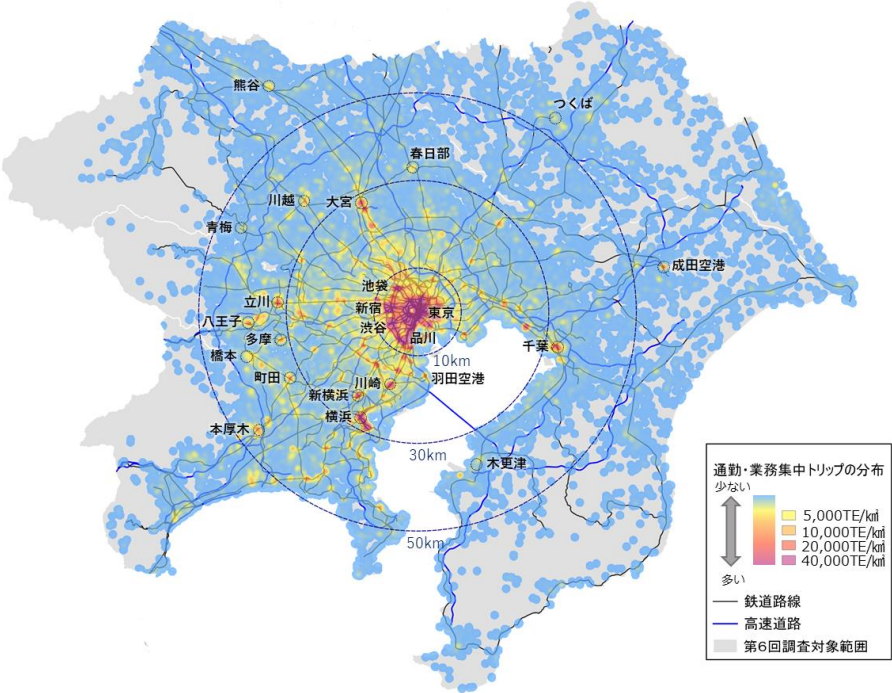 熊谷
つくば
春日部
川越
大宮
青梅
成田空港
池袋
立川
新宿
東京
八王子
渋谷
多摩
品川
千葉
橋本
10km
町田
川崎
羽田空港
新横浜
横浜
本厚木
30km
木更津
50km
通勤・業務集中トリップの分布
少ない
5,000TE/㎢
10,000TE/㎢
20,000TE/㎢
40,000TE/㎢
多い
鉄道路線
高速道路
第6回調査対象範囲